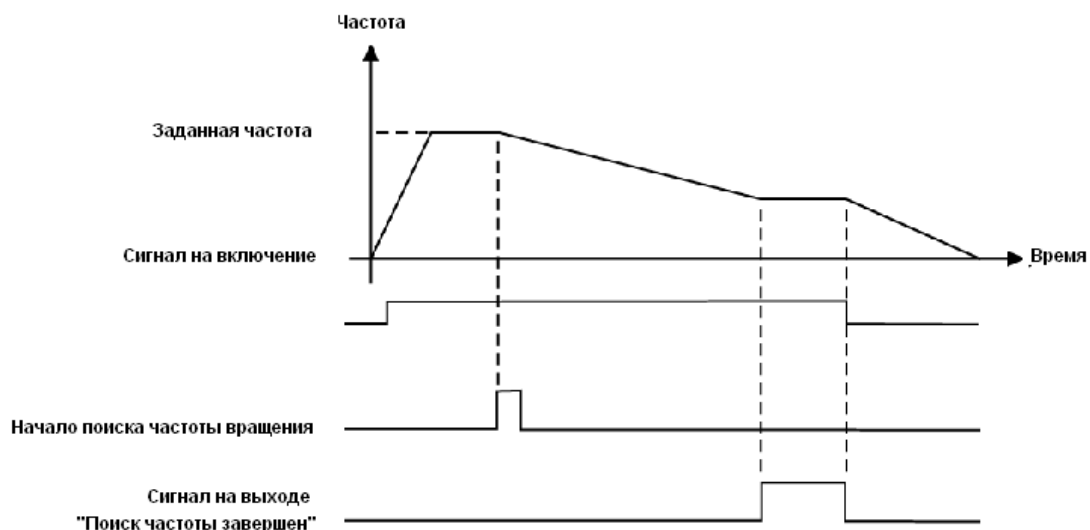 Частота
Заданная частота
Сигнал на включение
Время
Начало поиска частоты вращения
Сигнал на выходе
"Поиск частоты завершен"